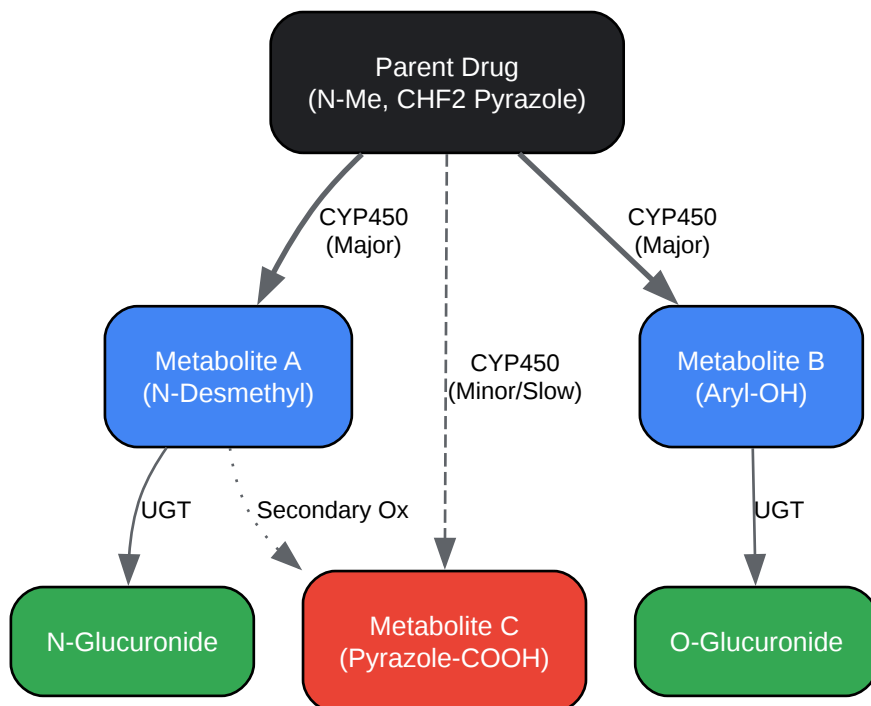 Parent Drug
(N-Me, CHF2 Pyrazole)
CYP450
(Major)
CYP450
(Major)
Metabolite A
(N-Desmethyl)
CYP450
(Minor/Slow)
Metabolite B
(Aryl-OH)
UGT
Secondary Ox
UGT
N-Glucuronide
Metabolite C
(Pyrazole-COOH)
O-Glucuronide